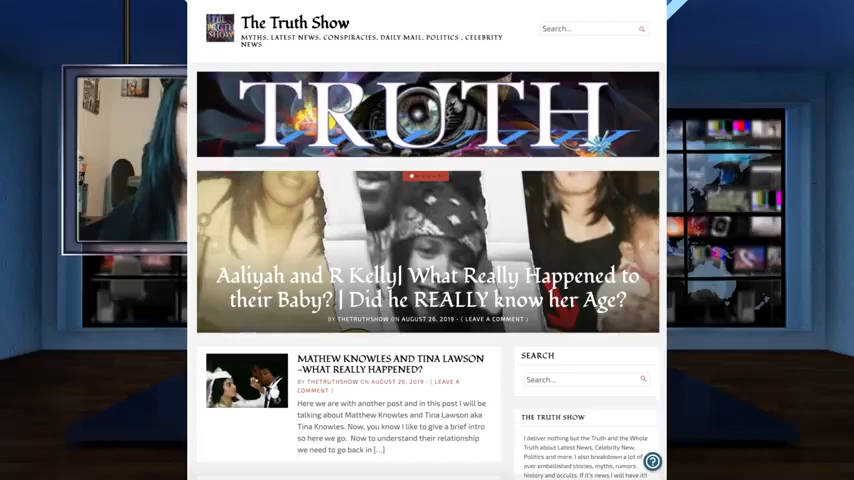 The Truth Show
MYTHS, LATEST NEWS, CONSPIRACIES, DAILY MAIL, POLITICS , CELEBRITY
NEWS
Search...
TRUTH
Aaliyah and R Kelly| What Really Happened to
their Baby? | Did he REALLY know her Age?
BY THETRUTHSHOW ON AUGUST 26, 2019 - ( LEAVE A COMMENT )
MATHEW KNOWLES AND TINA LAWSON
-WHAT REALLY HAPPENED?
BY THETRUTHSHOW ON AUGUST 26, 2019 - ( LEAVE A
COMMENT )
Here we are with another post and in this post I will be
talking about Matthew Knowles and Tina Lawson aka
Tina Knowles. Now, you know I like to give a brief intro
so here we go. Now to understand their relationship
we need to go back in [...]
SEARCH
Search...
THE TRUTH SHOW
I deliver nothing but the Truth and the Whole
Truth about Latest News, Celebrity New,
Politics and more. I also breakdown a lot of
over embellished stories, myths, rumors
history and occults. If it's news I will have it!!